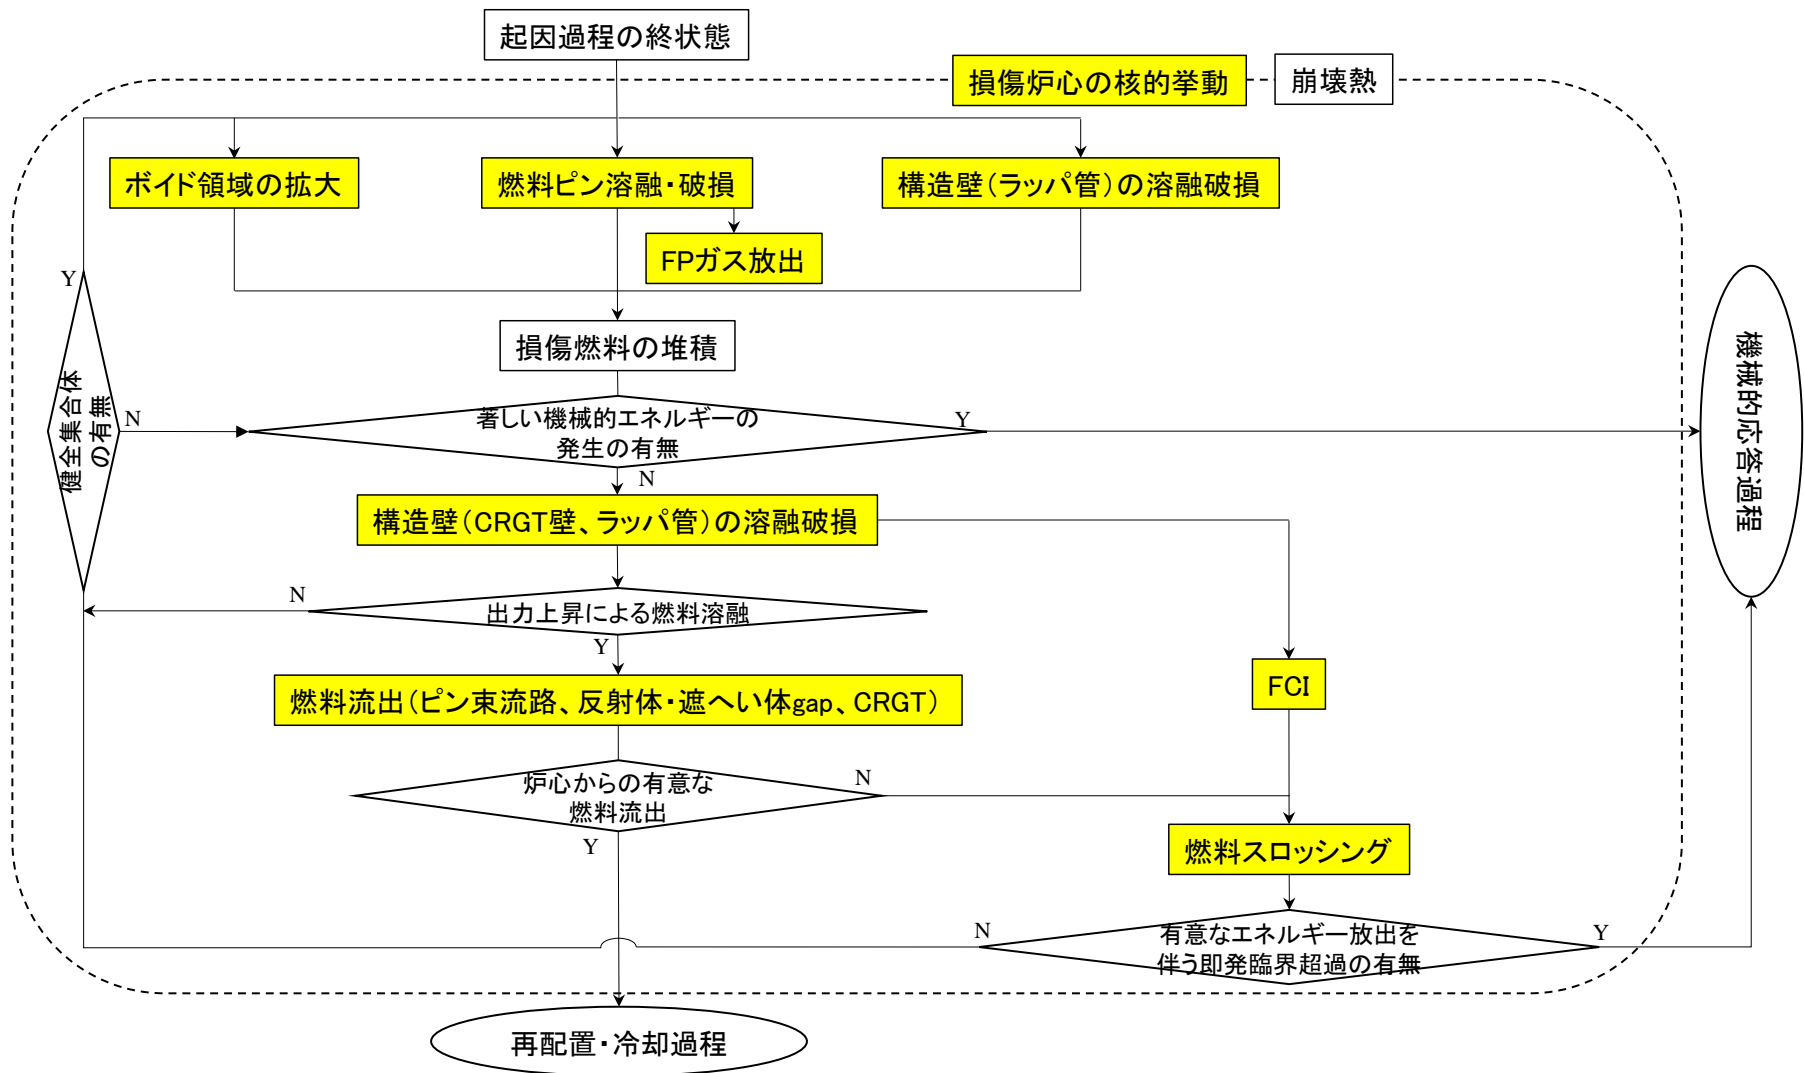 起因過程の終状態
損傷炉心の核的挙動
崩壊熱
ボイド領域の拡大
燃料ピン溶融・破損
構造壁（ラッパ管）の溶融破損
FPガス放出
Y
損傷燃料の堆積
健全集合体
の有無
N
著しい機械的エネルギーの
発生の有無
Y
N
機械的応答過程
構造壁（CRGT壁、ラッパ管）の溶融破損
N
出力上昇による燃料溶融
Y
燃料流出（ピン束流路、反射体・遮へい体gap、CRGT）
FCI
炉心からの有意な
燃料流出
N
Y
燃料スロッシング
N
有意なエネルギー放出を
伴う即発臨界超過の有無
Y
再配置・冷却過程